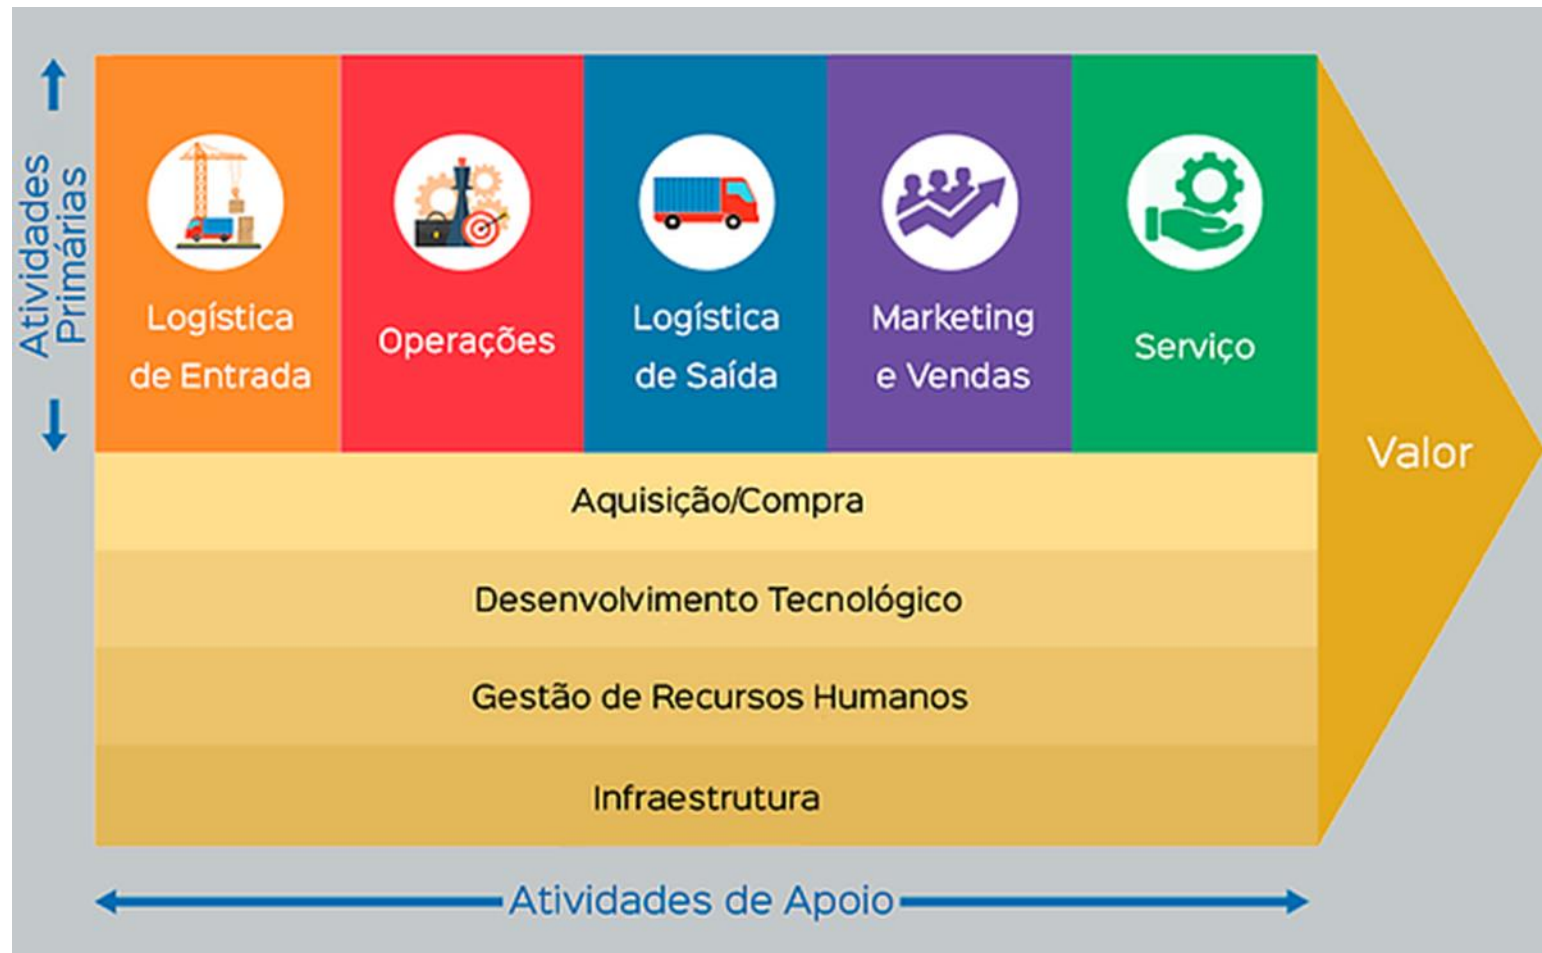 Atividades
Primárias
Logística
de Entrada
Operações
Logística
de Saída
Marketing
e Vendas
Serviço
Valor
Aquisição/Compra
Desenvolvimento Tecnológico
Gestão de Recursos Humanos
Infraestrutura
Atividades de Apoio